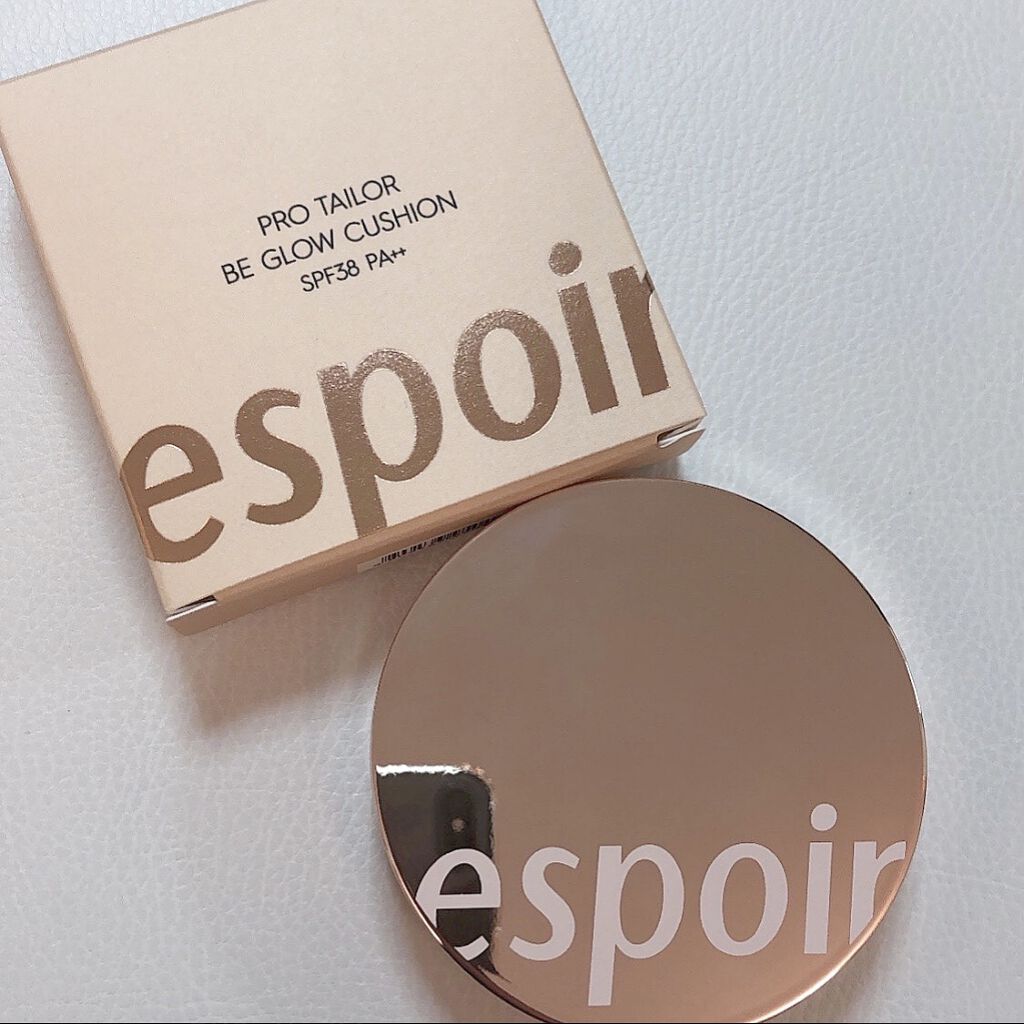 PRO TAILOR
BE GLOW CUSHION
SPF38 PA++
espoir
espoir